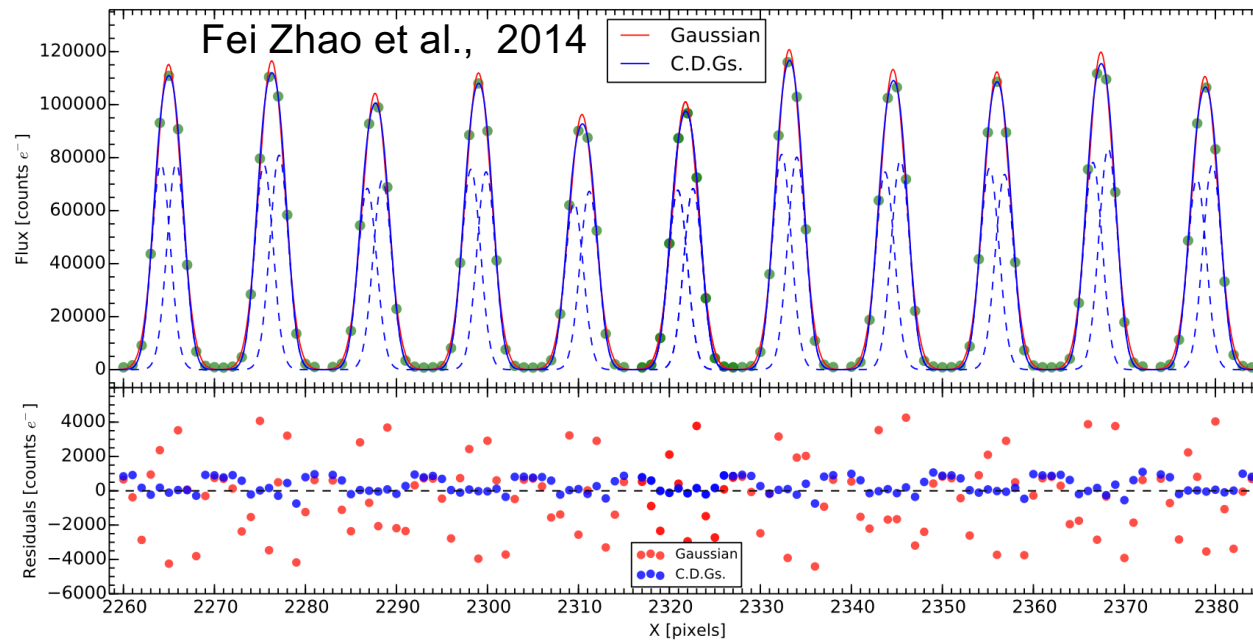 Fei Zhao et al., 2014
Gaussian
C.D.Gs.
Flux [counts e⁻]
120000
100000
80000
60000
40000
20000
0
Residuals [counts e⁻]
4000
2000
0
−2000
−4000
−6000
Gaussian
C.D.Gs.
2260 2270 2280 2290 2300 2310 2320 2330 2340 2350 2360 2370 2380
X [pixels]